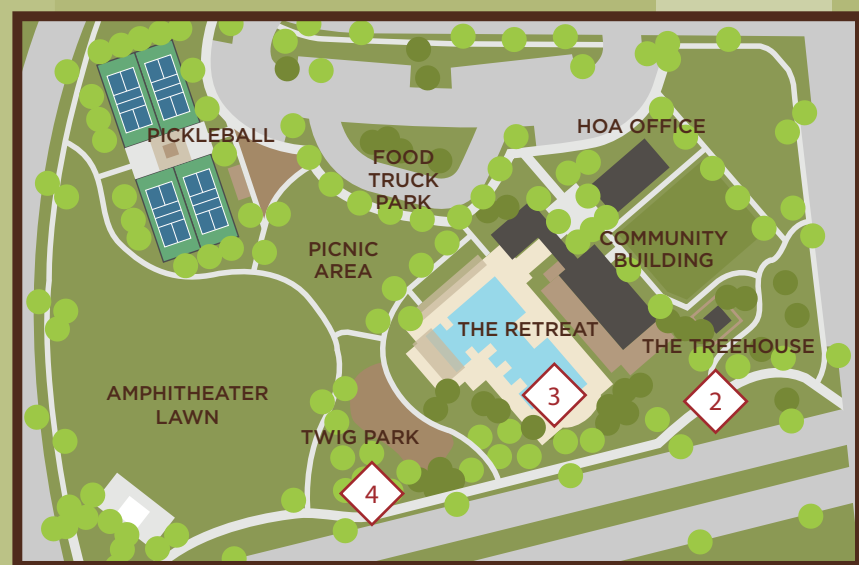 PICKLEBALL
HOA OFFICE
FOOD
TRUCK
PARK
PICNIC
AREA
COMMUNITY
BUILDING
THE RETREAT
THE TREEHOUSE
AMPHITHEATER
LAWN
3
2
TWIG PARK
4